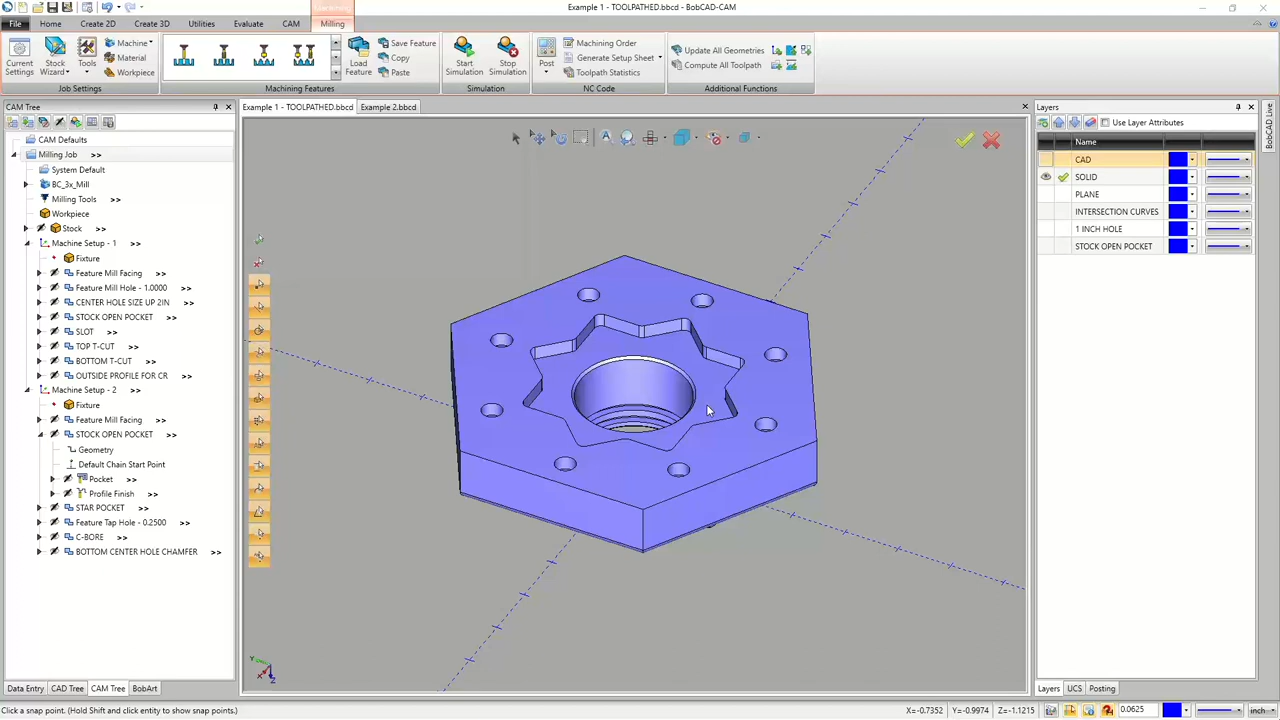 Machining
Example 1 - TOOLPATHED.bbcd - BobCAD-CAM
File Home Create 2D Create 3D Utilities Evaluate CAM Milling
Current Settings
Stock Wizard
Tools
Machine
Material
Workpiece
Job Settings
Machining Features
Load Feature
Save Feature
Copy
Paste
Start Simulation
Stop Simulation
Simulation
Post
Machining Order
Generate Setup Sheet
Toolpath Statistics
NC Code
Update All Geometries
Compute All Toolpath
Additional Functions
CAM Tree
Example 1 - TOOLPATHED.bbcd Example 2.bbcd
CAM Defaults
Milling Job >>
System Default
BC_3x_Mill
Milling Tools >>
Workpiece
Stock >>
Machine Setup - 1 >>
Fixture
Feature Mill Facing >>
Feature Mill Hole - 1.0000 >>
CENTER HOLE SIZE UP 2IN >>
STOCK OPEN POCKET >>
SLOT >>
TOP T-CUT >>
BOTTOM T-CUT >>
OUTSIDE PROFILE FOR CR >>
Machine Setup - 2 >>
Fixture
Feature Mill Facing >>
STOCK OPEN POCKET >>
Geometry
Default Chain Start Point
Pocket >>
Profile Finish >>
STAR POCKET >>
Feature Tap Hole - 0.2500 >>
C-BORE >>
BOTTOM CENTER HOLE CHAMFER >>
Layers
Use Layer Attributes
Name
CAD
SOLID
PLANE
INTERSECTION CURVES
1 INCH HOLE
STOCK OPEN POCKET
BobCAD Live
Data Entry CAD Tree CAM Tree BobArt
Layers UCS Posting
Click a snap point. (Hold Shift and click entity to show snap points.)
X=-0.7352 Y=-0.9974 Z=-1.1215 0.0625 inch